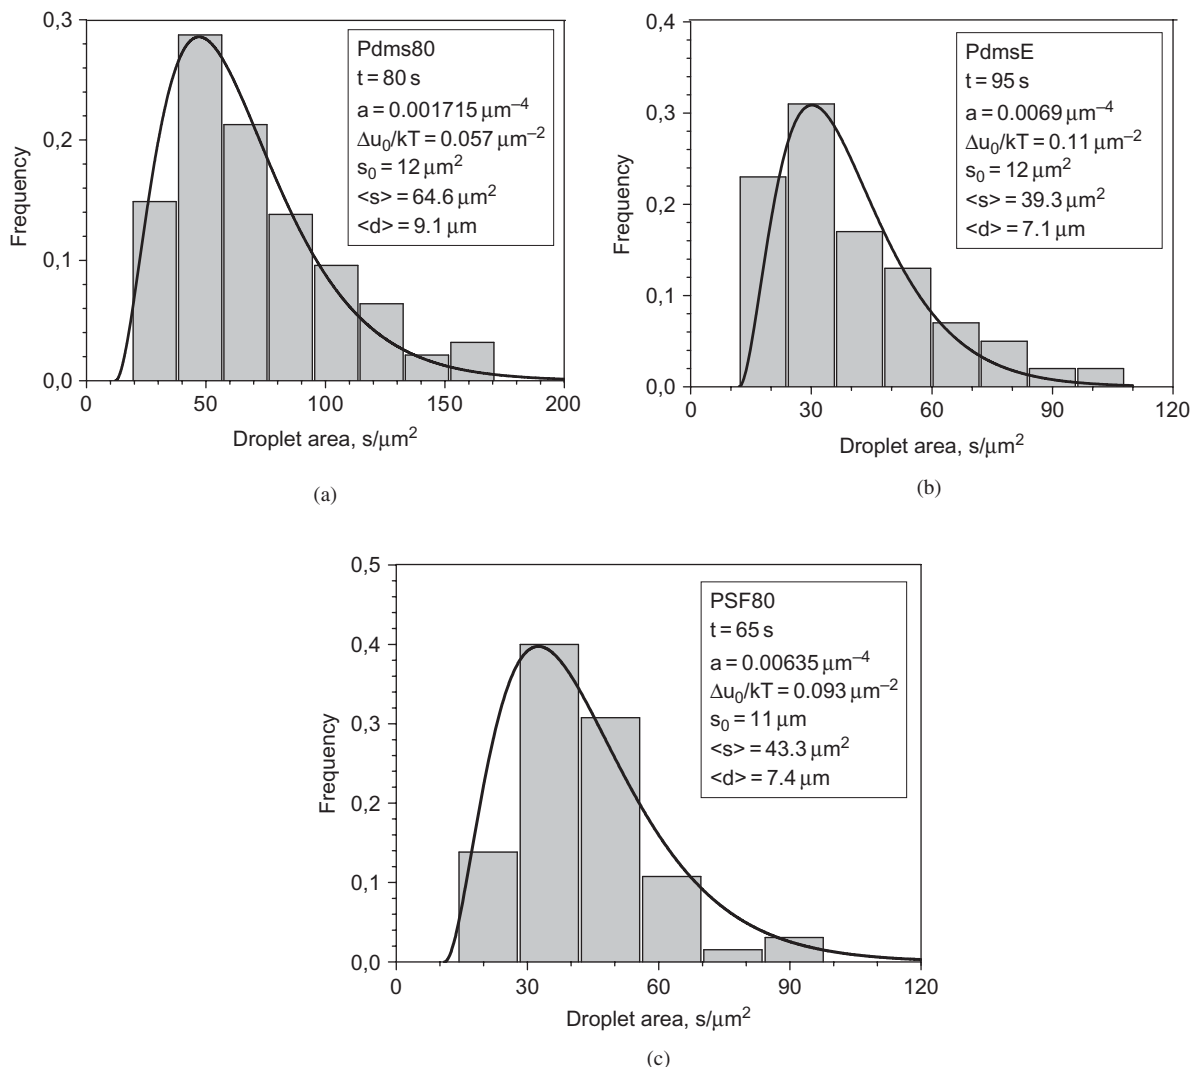 0,3
0,2
0,1
0,0
Frequency
0 50 100 150 200
Droplet area, s/μm²
Pdms80
t = 80 s
a = 0.001715 μm⁻⁴
Δu₀/kT = 0.057 μm⁻²
s₀ = 12 μm²
<s> = 64.6 μm²
<d> = 9.1 μm
(a)
0,4
0,3
0,2
0,1
0,0
Frequency
0 30 60 90 120
Droplet area, s/μm²
PdmsE
t = 95 s
a = 0.0069 μm⁻⁴
Δu₀/kT = 0.11 μm⁻²
s₀ = 12 μm²
<s> = 39.3 μm²
<d> = 7.1 μm
(b)
0,5
0,4
0,3
0,2
0,1
0,0
Frequency
0 30 60 90 120
Droplet area, s/μm²
PSF80
t = 65 s
a = 0.00635 μm⁻⁴
Δu₀/kT = 0.093 μm⁻²
s₀ = 11 μm
<s> = 43.3 μm²
<d> = 7.4 μm
(c)